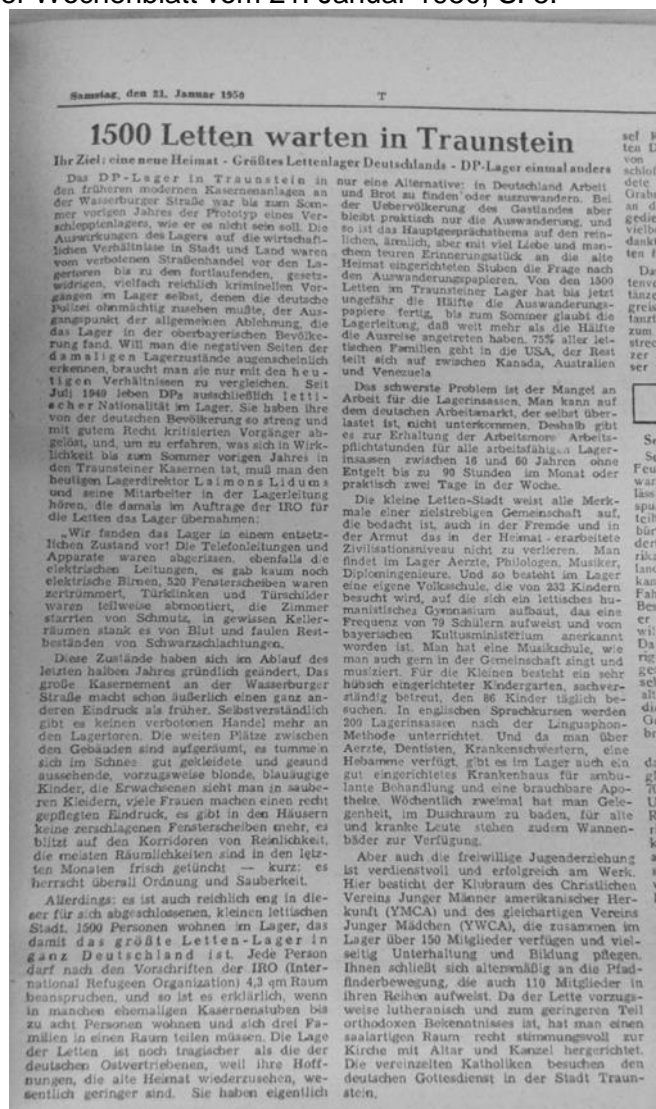 er Wochenblatt vom 21. Januar 1950, S. 3.
Samstag, den 21. Januar 1950
T
1500 Letten warten in Traunstein
Ihr Ziel: eine neue Heimat - Größtes Lettenlager Deutschlands - DP-Lager einmal anders
Das DP-Lager in Traunstein in
den früheren modernen Kasernenanlagen an
der Wasserburger Straße war bis zum Som-
mer vorigen Jahres der Prototyp eines Ver-
schlepptenlagers, wie er es nicht sein soll. Die
Auswirkungen des Lagers auf die wirtschaft-
lichen Verhältnisse in Stadt und Land waren
vom verbotenen Straßenhandel vor den La-
gertoren bis zu den fortlaufenden, gesetz-
widrigen, vielfach reichlich kriminellen Vor-
gängen im Lager selbst, denen die deutsche
Polizei ohnmächtig zusehen mußte, der Aus-
gangspunkt der allgemeinen Ablehnung, die
das Lager in der oberbayerischen Bevölke-
rung fand. Will man die negativen Seiten der
damaligen Lagerzustände augenscheinlich
erkennen, braucht man sie nur mit den heu-
tigen Verhältnissen zu vergleichen. Seit
Juli 1949 leben DPs ausschließlich letti-
scher Nationalität im Lager. Sie haben ihre
von der deutschen Bevölkerung so streng und
mit gutem Recht kritisierten Vorgänger ab-
gelöst, und, um zu erfahren, was sich in Wirk-
lichkeit bis zum Sommer vorigen Jahres in
den Traunsteiner Kasernen tat, muß man den
heutigen Lagerdirektor Laimons Lidums
und seine Mitarbeiter in der Lagerleitung
hören, die damals im Auftrage der IRO für
die Letten das Lager übernahmen:
„Wir fanden das Lager in einem entsetz-
lichen Zustand vor! Die Telefonleitungen und
Apparate waren abgerissen, ebenfalls die
elektrischen Leitungen, es gab kaum noch
elektrische Birnen, 520 Fensterscheiben waren
zertrümmert, Türklinken und Türschilder
waren teilweise abmontiert, die Zimmer
starrten von Schmutz, in gewissen Keller-
räumen stank es von Blut und faulen Rest-
beständen von Schwarzschlachtungen.
Diese Zustände haben sich im Ablauf des
letzten halben Jahres gründlich geändert. Das
große Kasernement an der Wasserburger
Straße macht schon äußerlich einen ganz an-
deren Eindruck als früher. Selbstverständlich
gibt es keinen verbotenen Handel mehr an
den Lagertoren. Die weiten Plätze zwischen
den Gebäuden sind aufgeräumt, es tummeln
sich im Schnee gut gekleidete und gesund
aussehende, vorzugsweise blonde, blauäugige
Kinder, die Erwachsenen sieht man in saube-
ren Kleidern, viele Frauen machen einen recht
gepflegten Eindruck, es gibt in den Häusern
keine zerschlagenen Fensterscheiben mehr, es
blitzt auf den Korridoren von Reinlichkeit,
die meisten Räumlichkeiten sind in den letz-
ten Monaten frisch getüncht — kurz: es
herrscht überall Ordnung und Sauberkeit.
Allerdings: es ist auch reichlich eng in die-
ser für sich abgeschlossenen, kleinen lettischen
Stadt. 1500 Personen wohnen im Lager, das
damit das größte Letten-Lager in
ganz Deutschland ist. Jede Person
darf nach den Vorschriften der IRO (Inter-
national Refugeen Organization) 4,3 qm Raum
beanspruchen, und so ist es erklärlich, wenn
in manchen ehemaligen Kasernenstuben bis
zu acht Personen wohnen und sich drei Fa-
milien in einen Raum teilen müssen. Die Lage
der Letten ist noch tragischer als die der
deutschen Ostvertriebenen, weil ihre Hoff-
nungen, die alte Heimat wiederzusehen, we-
sentlich geringer sind. Sie haben eigentlich
nur eine Alternative: in Deutschland Arbeit
und Brot zu finden oder auszuwandern. Bei
der Uebervölkerung des Gastlandes aber
bleibt praktisch nur die Auswanderung, und
so ist das Hauptgesprächsthema auf den rein-
lichen, ärmlich, aber mit viel Liebe und man-
chem teuren Erinnerungsstück an die alte
Heimat eingerichteten Stuben die Frage nach
den Auswanderungspapieren. Von den 1500
Letten im Traunsteiner Lager hat bis jetzt
ungefähr die Hälfte die Auswanderungs-
papiere fertig, bis zum Sommer glaubt die
Lagerleitung, daß weit mehr als die Hälfte
die Ausreise angetreten haben. 75% aller let-
tischen Familien geht in die USA, der Rest
teilt sich auf zwischen Kanada, Australien
und Venezuela
Das schwerste Problem ist der Mangel an
Arbeit für die Lagerinsassen. Man kann auf
dem deutschen Arbeitsmarkt, der selbst über-
lastet ist, nicht unterkommen. Deshalb gibt
es zur Erhaltung der Arbeitsmore Arbeits-
pflichtstunden für alle arbeitsfähigen Lager-
insassen zwischen 16 und 60 Jahren ohne
Entgelt bis zu 90 Stunden im Monat oder
praktisch zwei Tage in der Woche.
Die kleine Letten-Stadt weist alle Merk-
male einer zielstrebigen Gemeinschaft auf,
die bedacht ist, auch in der Fremde und in
der Armut das in der Heimat erarbeitete
Zivilisationsniveau nicht zu verlieren. Man
findet im Lager Aerzte, Philologen, Musiker,
Diplomingenieure. Und so besteht im Lager
eine eigene Volksschule, die von 233 Kindern
besucht wird, auf die sich ein lettisches hu-
manistisches Gymnasium aufbaut, das eine
Frequenz von 79 Schülern aufweist und vom
bayerischen Kultusministerium anerkannt
worden ist. Man hat eine Musikschule, wie
man auch gern in der Gemeinschaft singt und
musiziert. Für die Kleinen besteht ein sehr
hübsch eingerichteter Kindergarten, sachver-
ständig betreut, den 86 Kinder täglich be-
suchen. In englischen Sprachkursen werden
200 Lagerinsassen nach der Linguaphon-
Methode unterrichtet. Und da man über
Aerzte, Dentisten, Krankenschwestern, eine
Hebamme verfügt, gibt es im Lager auch ein
gut eingerichtetes Krankenhaus für ambu-
lante Behandlung und eine brauchbare Apo-
theke. Wöchentlich zweimal hat man Gele-
genheit, im Duschraum zu baden, für alte
und kranke Leute stehen zudem Wannen-
bäder zur Verfügung.
Aber auch die freiwillige Jugenderziehung
ist verdienstvoll und erfolgreich am Werk.
Hier besticht der Klubraum des Christlichen
Vereins Junger Männer amerikanischer Her-
kunft (YMCA) und des gleichartigen Vereins
Junger Mädchen (YWCA), die zusammen im
Lager über 150 Mitglieder verfügen und viel-
seitig Unterhaltung und Bildung pflegen.
Ihnen schließt sich altersmäßig an die Pfad-
finderbewegung, die auch 110 Mitglieder in
ihren Reihen aufweist. Da der Lette vorzugs-
weise lutheranisch und zum geringeren Teil
orthodoxen Bekenntnisses ist, hat man einen
saalartigen Raum recht stimmungsvoll zur
Kirche mit Altar und Kanzel hergerichtet.
Die vereinzelten Katholiken besuchen den
deutschen Gottesdienst in der Stadt Traun-
stein.